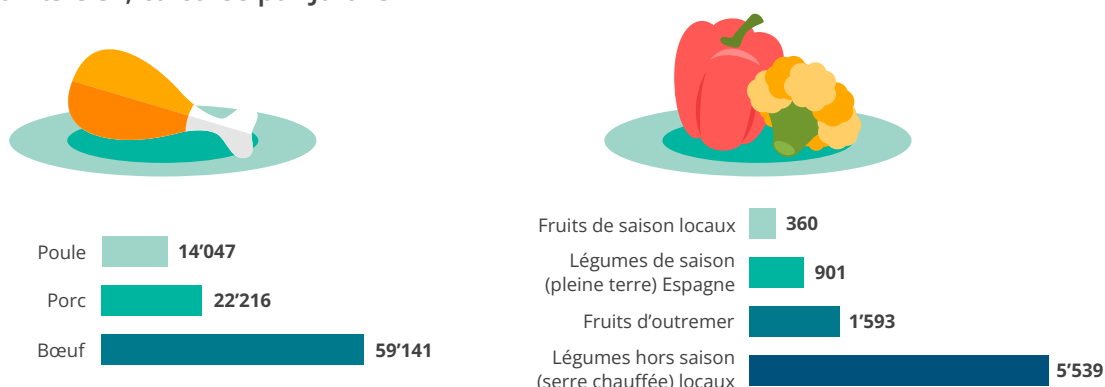 Poule 14’047
Porc 22’216
Bœuf 59’141
Fruits de saison locaux 360
Légumes de saison
(pleine terre) Espagne 901
Fruits d’outremer 1’593
Légumes hors saison
(serre chauffée) locaux 5’539